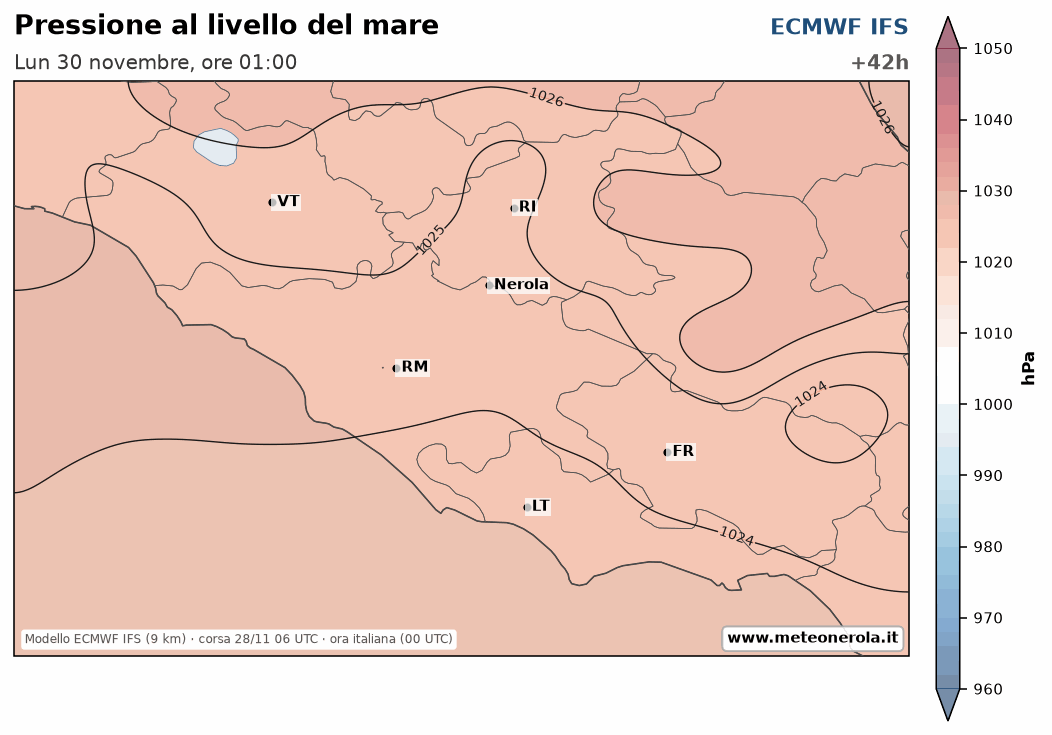 Pressione al livello del mare
ECMWF IFS
Lun 30 novembre, ore 01:00
+42h
1026
1026
VT
RI
1025
Nerola
RM
1024
FR
LT
1024
Modello ECMWF IFS (9 km) · corsa 28/11 06 UTC · ora italiana (00 UTC)
www.meteonerola.it
1050
1040
1030
1020
1010
1000
990
980
970
960
hPa